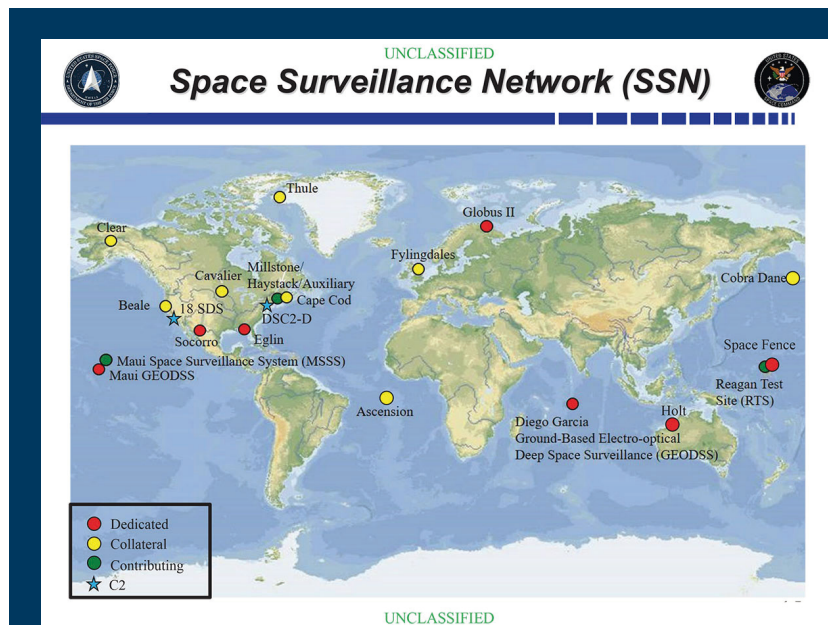 UNCLASSIFIED
Space Surveillance Network (SSN)
Thule
Globus II
Clear
Fylingdales
Cavalier
Millstone/
Haystack/Auxiliary
Cape Cod
Cobra Dane
Beale
18 SDS
DSC2-D
Socorro
Eglin
Space Fence
Maui Space Surveillance System (MSSS)
Maui GEODSS
Reagan Test
Site (RTS)
Ascension
Diego Garcia
Ground-Based Electro-optical
Deep Space Surveillance (GEODSS)
Holt
Dedicated
Collateral
Contributing
C2
UNCLASSIFIED